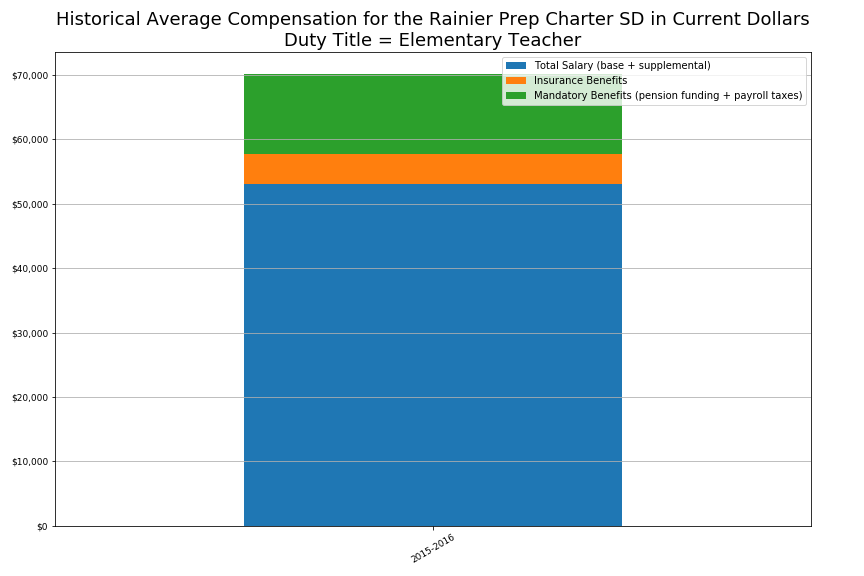 Historical Average Compensation for the Rainier Prep Charter SD in Current Dollars
Duty Title = Elementary Teacher
Total Salary (base + supplemental)
Insurance Benefits
Mandatory Benefits (pension funding + payroll taxes)
$70,000
$60,000
$50,000
$40,000
$30,000
$20,000
$10,000
$0
2015-2016